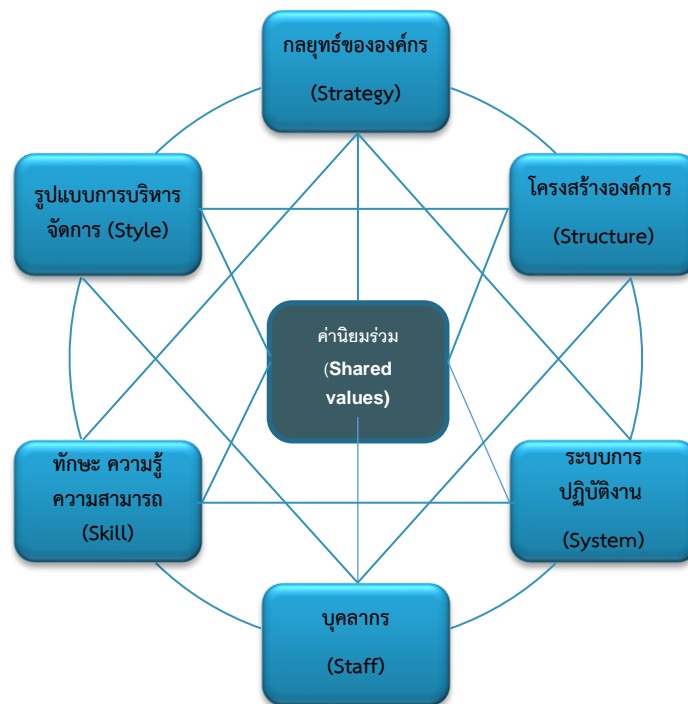 กลยุทธ์ขององค์กร
(Strategy)
รูปแบบการบริหาร
จัดการ (Style)
โครงสร้างองค์การ
(Structure)
ค่านิยมร่วม
(Shared
values)
ทักษะ ความรู้
ความสามารถ
(Skill)
ระบบการ
ปฏิบัติงาน
(System)
บุคลากร
(Staff)